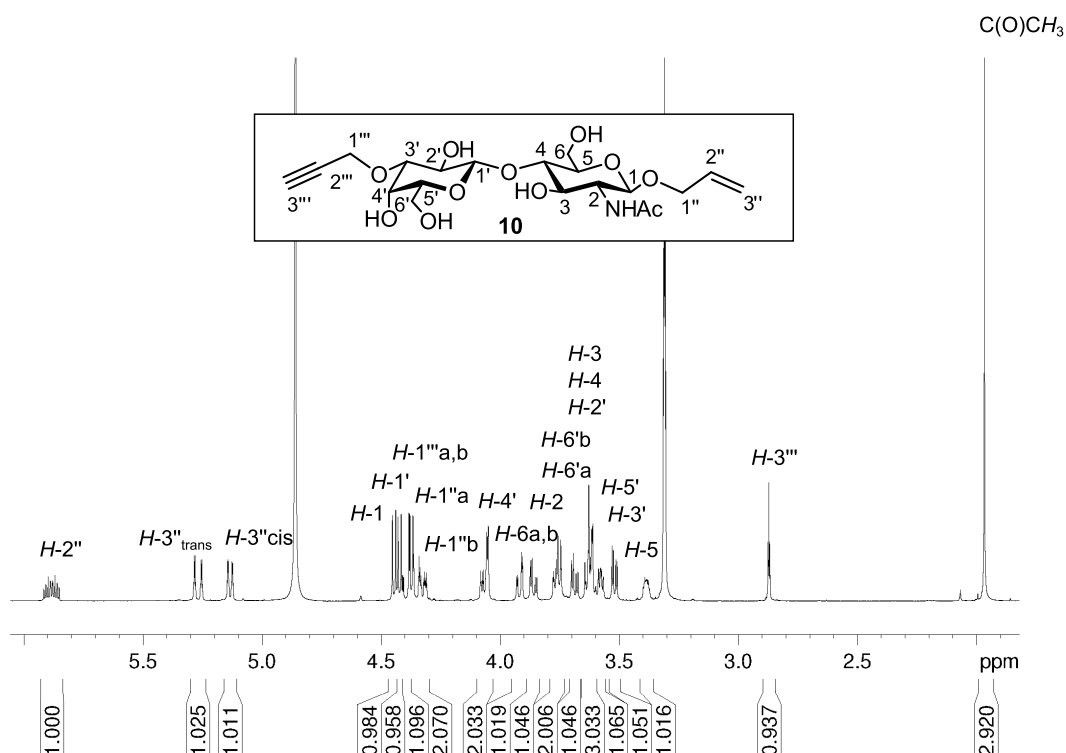 C(O)CH3
1'''
2'''
3'''
O
3'
2'
OH
4'
HO
6'
OH
5'
O
1'
O
4
6
OH
5
O
HO
3
2
NHAc
1
O
1''
2''
3''
10
H-3
H-4
H-2'
H-6'b
H-6'a
H-1'''a,b
H-1'
H-1''a
H-1
H-1''b
H-4'
H-2
H-6a,b
H-5'
H-3'
H-5
H-3'''
H-2''
H-3''trans
H-3''cis
5.5 5.0 4.5 4.0 3.5 3.0 2.5 ppm
1.000 1.025 1.011 0.984 0.958 1.096 2.070 2.033 1.019 1.046 2.006 1.046 3.033 1.065 1.051 1.016 0.937 2.920